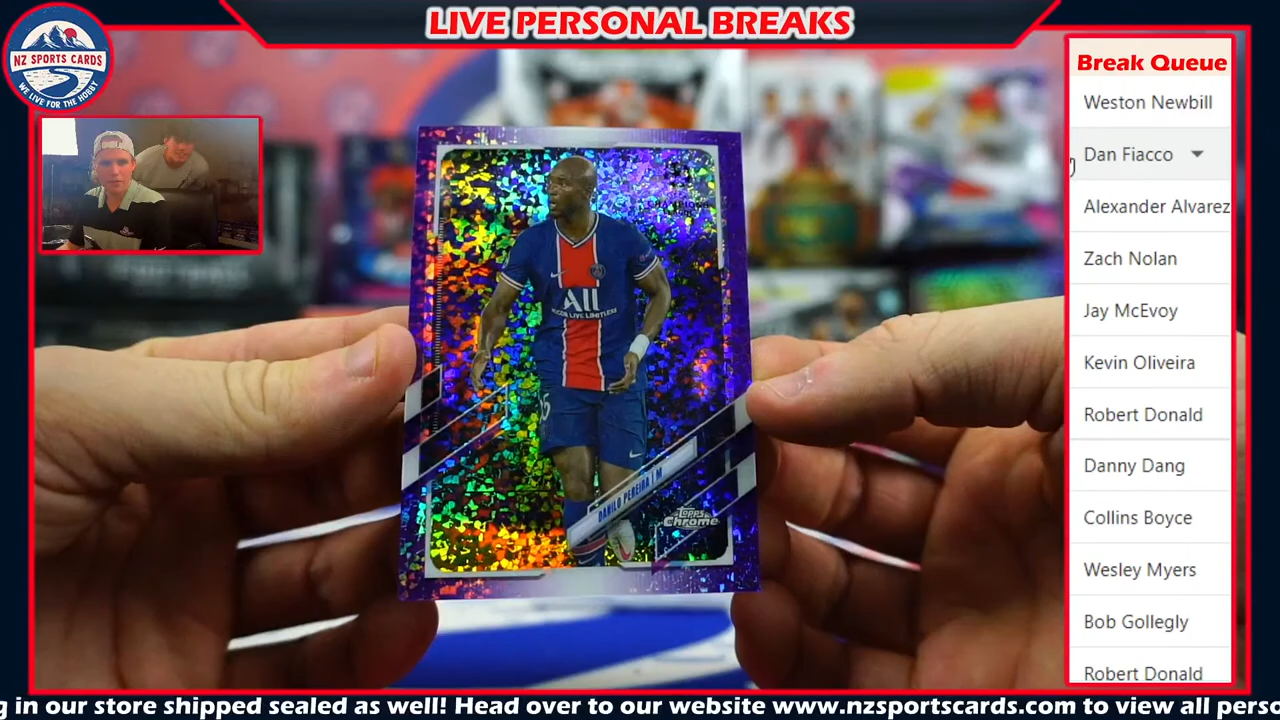 LIVE PERSONAL BREAKS
NZ SPORTS CARDS
WE LIVE FOR THE HOBBY
Break Queue
Weston Newbill
Dan Fiacco
Alexander Alvarez
Zach Nolan
Jay McEvoy
Kevin Oliveira
Robert Donald
Danny Dang
Collins Boyce
Wesley Myers
Bob Gollegly
Robert Donald
ALL
ACCOR LIVE LIMITLESS
DANILO PEREIRA | M
Topps
Chrome
g in our store shipped sealed as well! Head over to our website www.nzsportscards.com to view all perso